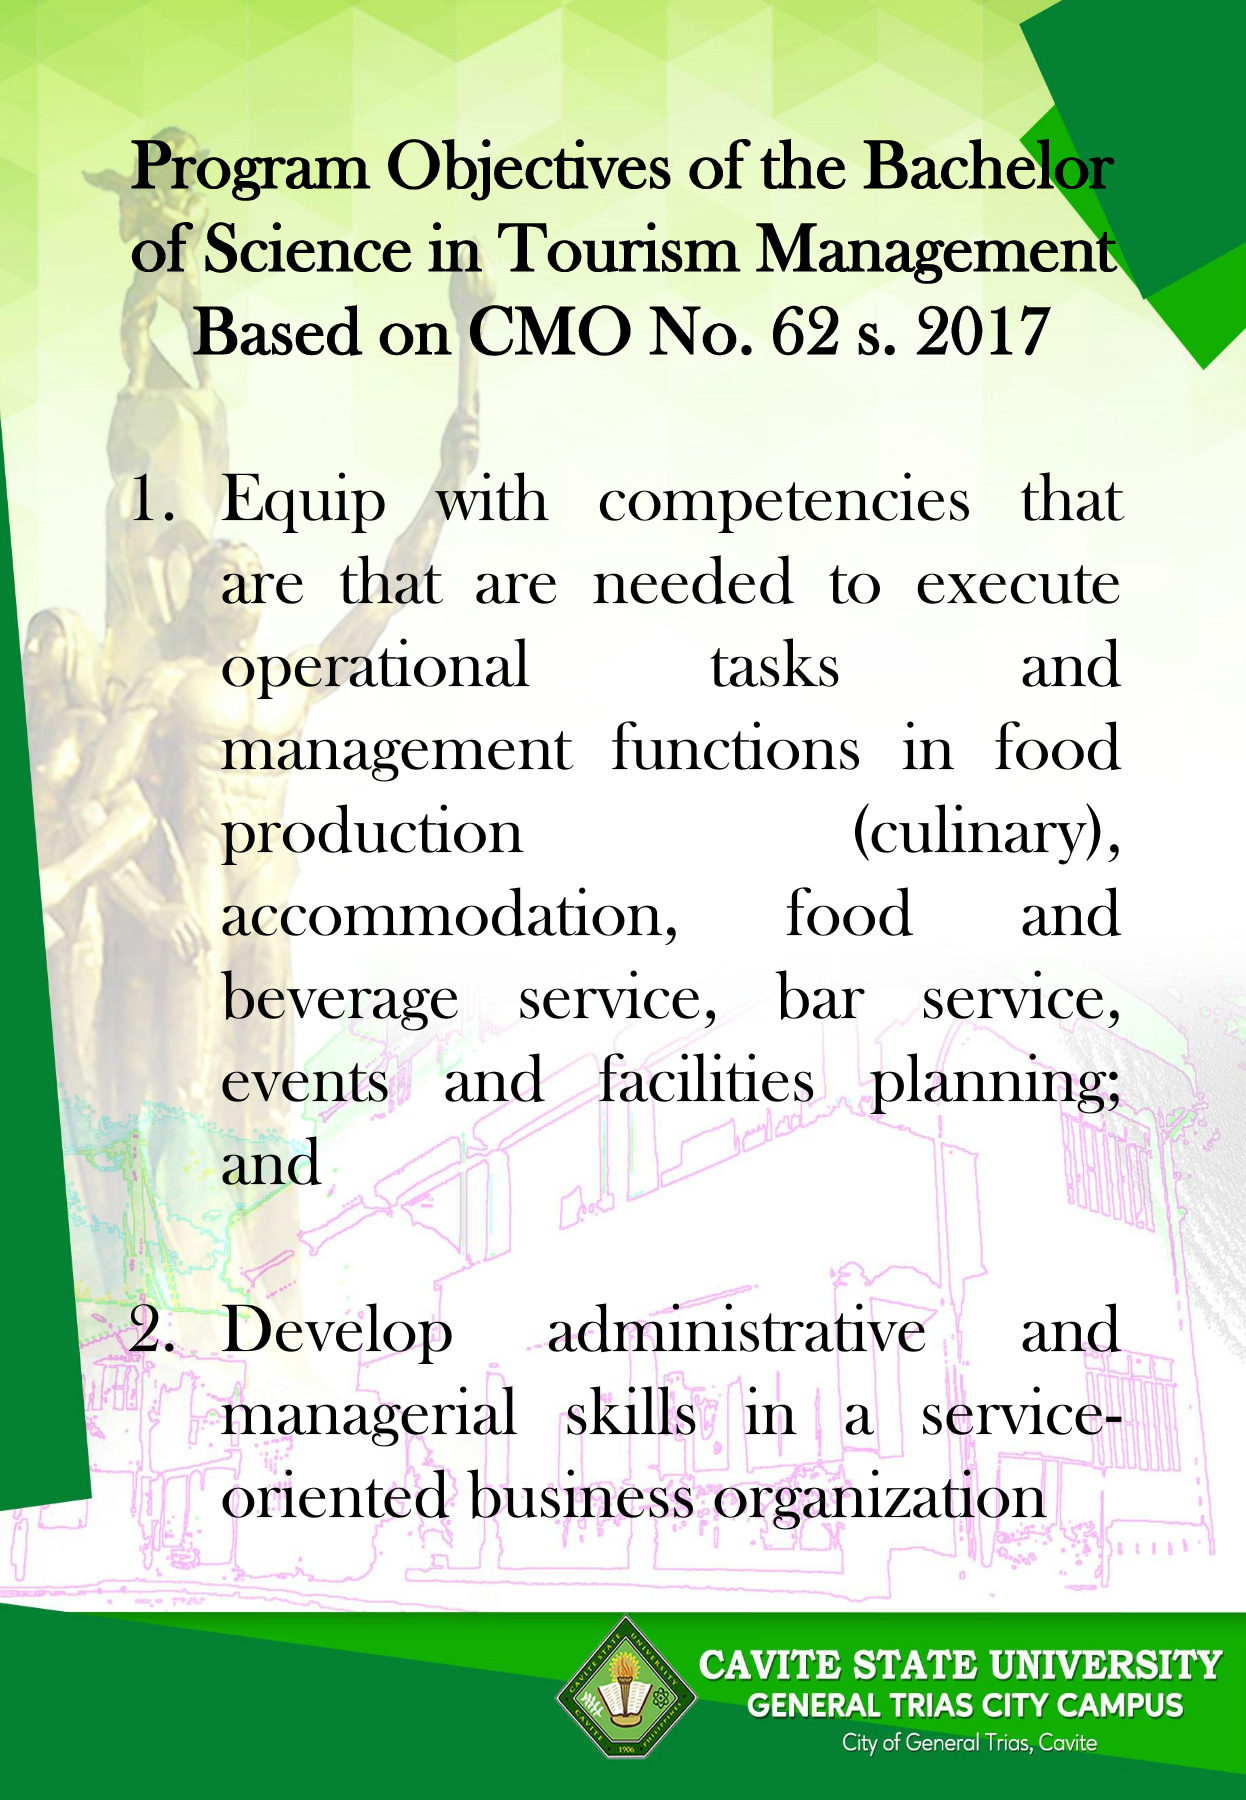 Program Objectives of the Bachelor
of Science in Tourism Management
Based on CMO No. 62 s. 2017
1. Equip with competencies that
are that are needed to execute
operational tasks and
management functions in food
production (culinary),
accommodation, food and
beverage service, bar service,
events and facilities planning;
and
2. Develop administrative and
managerial skills in a service-
oriented business organization
CAVITE STATE UNIVERSITY
CAVITE
PHILIPPINES
1906
CAVITE STATE UNIVERSITY
GENERAL TRIAS CITY CAMPUS
City of General Trias, Cavite